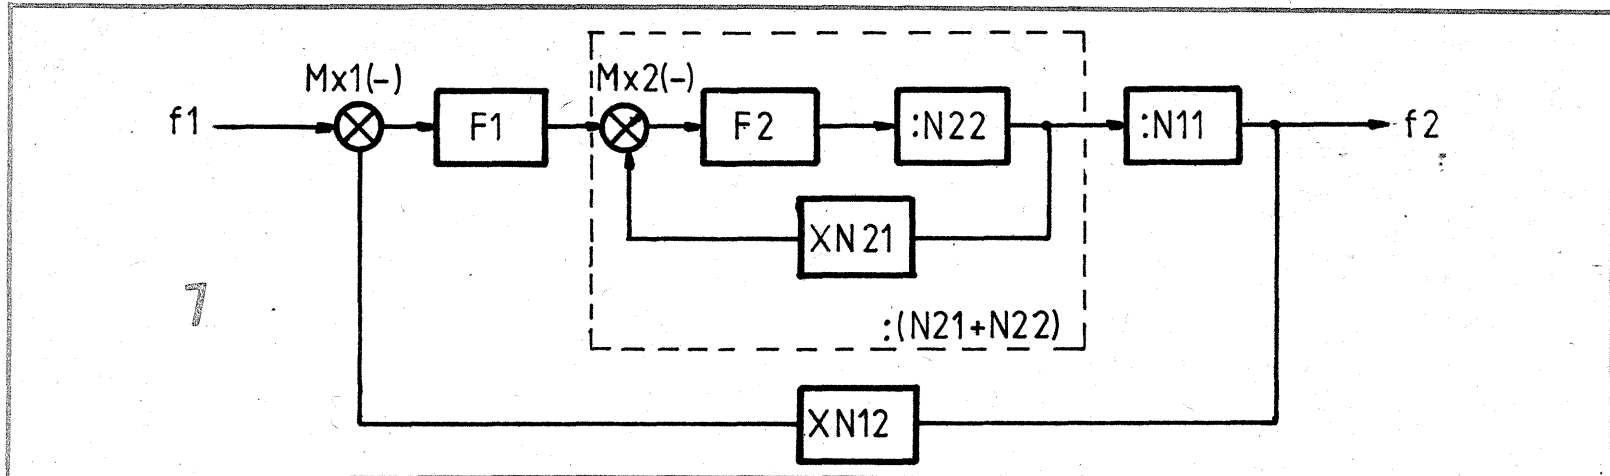 Mx1(-)
Mx2(-)
f1
F1
F2
:N22
:N11
f2
XN21
7
:(N21+N22)
XN12